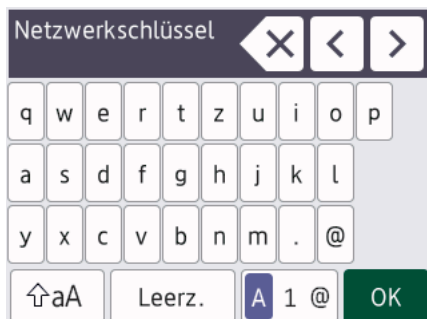 Netzwerkschlüssel
q w e r t z u i o p
a s d f g h j k l
y x c v b n m . @
aA Leerz. A 1 @ OK